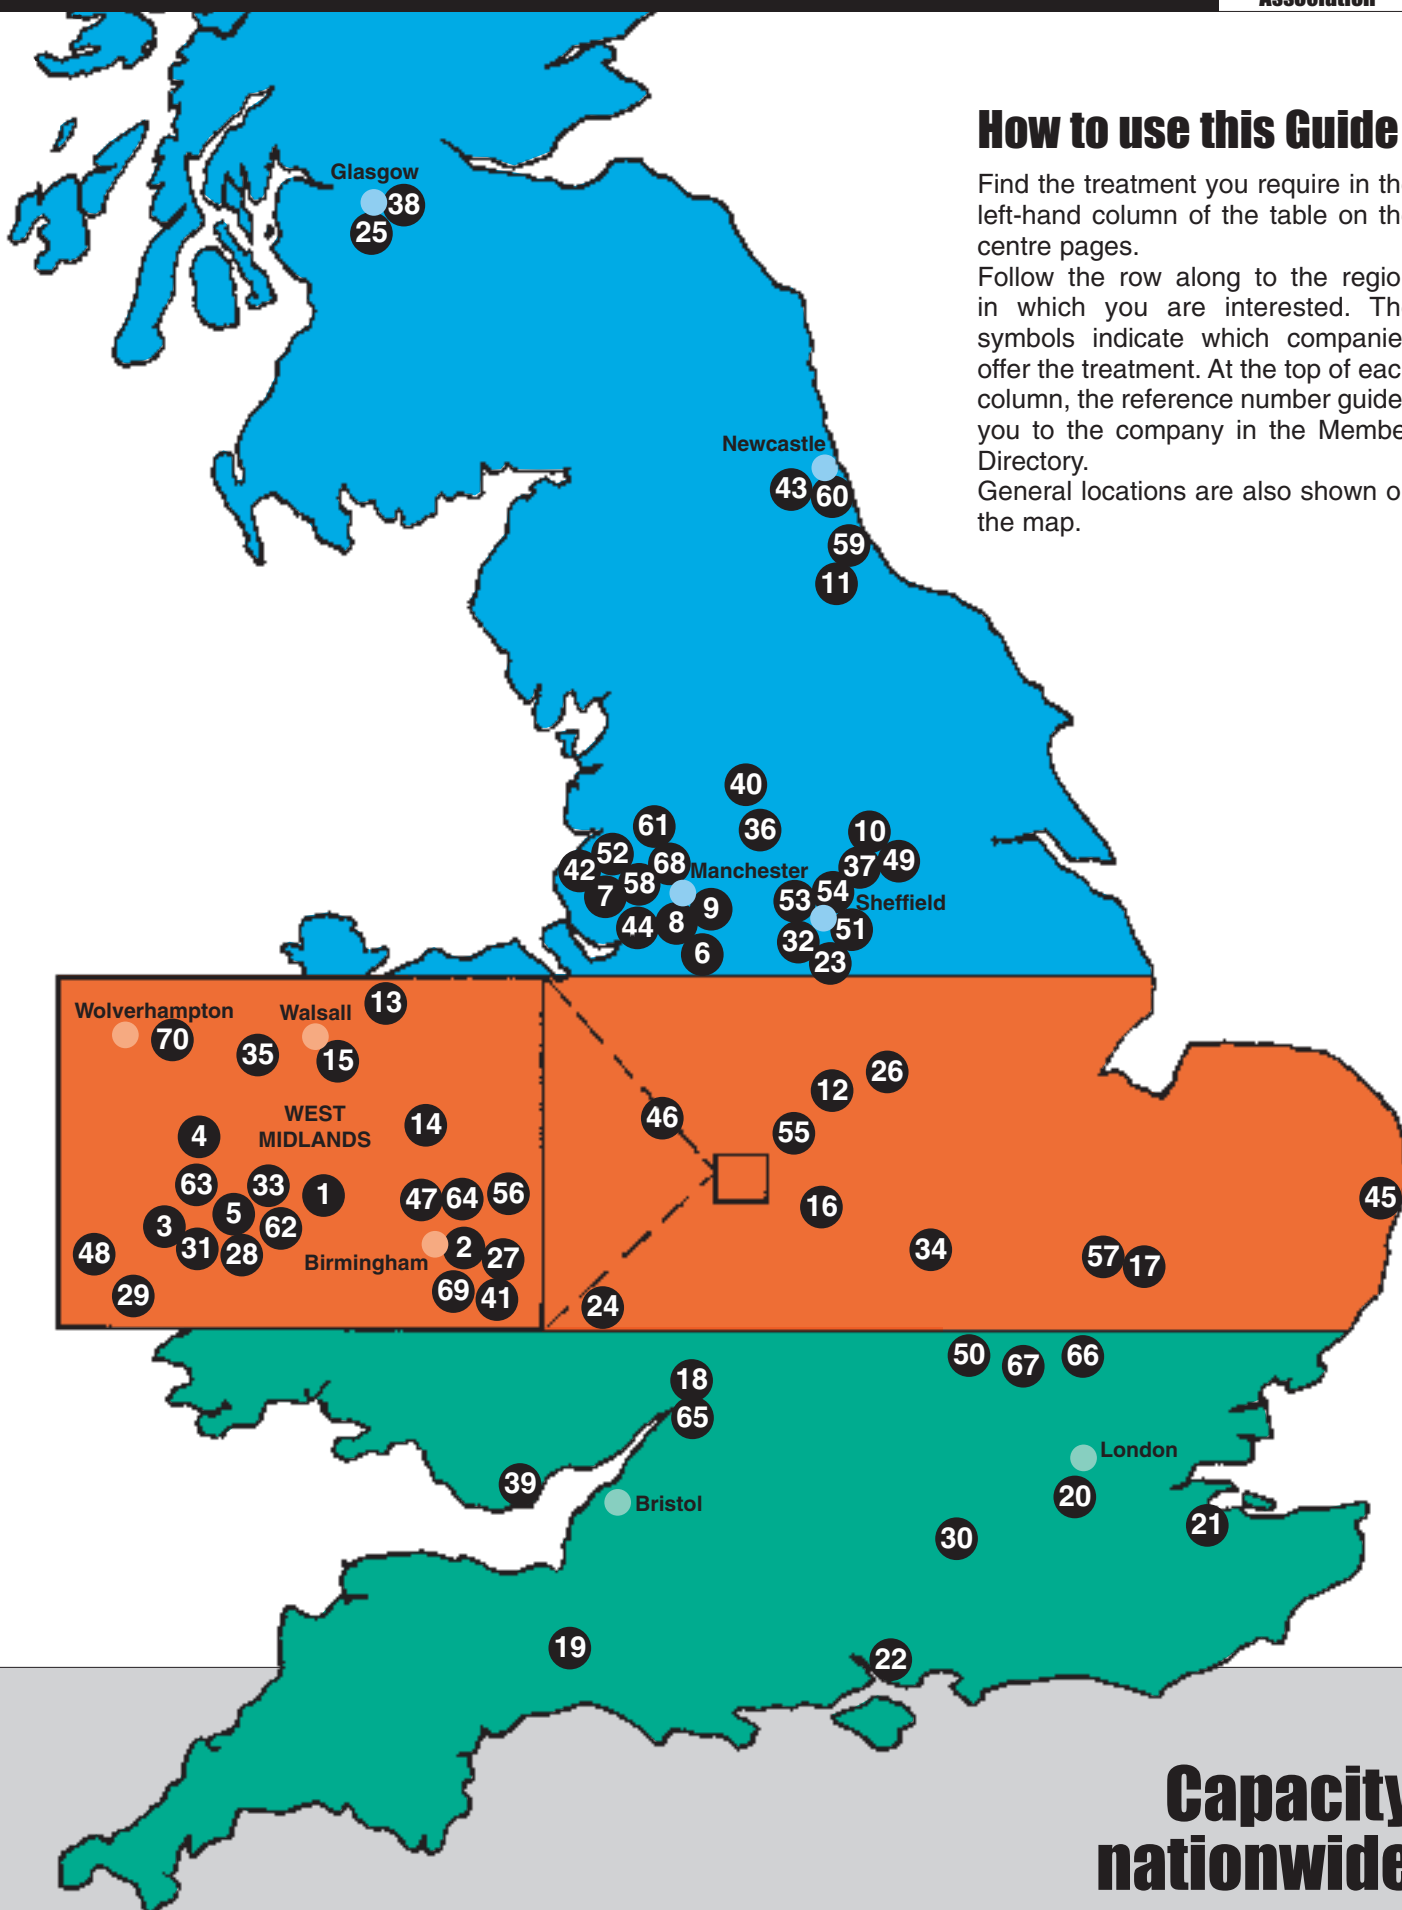 Association
How to use this Guide
Find the treatment you require in th
left-hand column of the table on th
centre pages.
Follow the row along to the regio
in which you are interested. Th
symbols indicate which companie
offer the treatment. At the top of eac
column, the reference number guide
you to the company in the Membe
Directory.
General locations are also shown o
the map.
Glasgow
38
25
Newcastle
43
60
59
11
40
61
36
10
52
68
42
Manchester
37
49
58
7
54
53
Sheffield
9
8
44
51
32
6
23
Wolverhampton
Walsall
13
70
35
15
26
12
WEST
MIDLANDS
4
14
46
55
63
33
1
47
64
56
45
5
3
62
16
48
31
28
Birmingham
2
27
34
57
17
29
69
41
24
50
67
66
18
65
London
39
Bristol
20
21
30
19
22
Capacity
nationwide